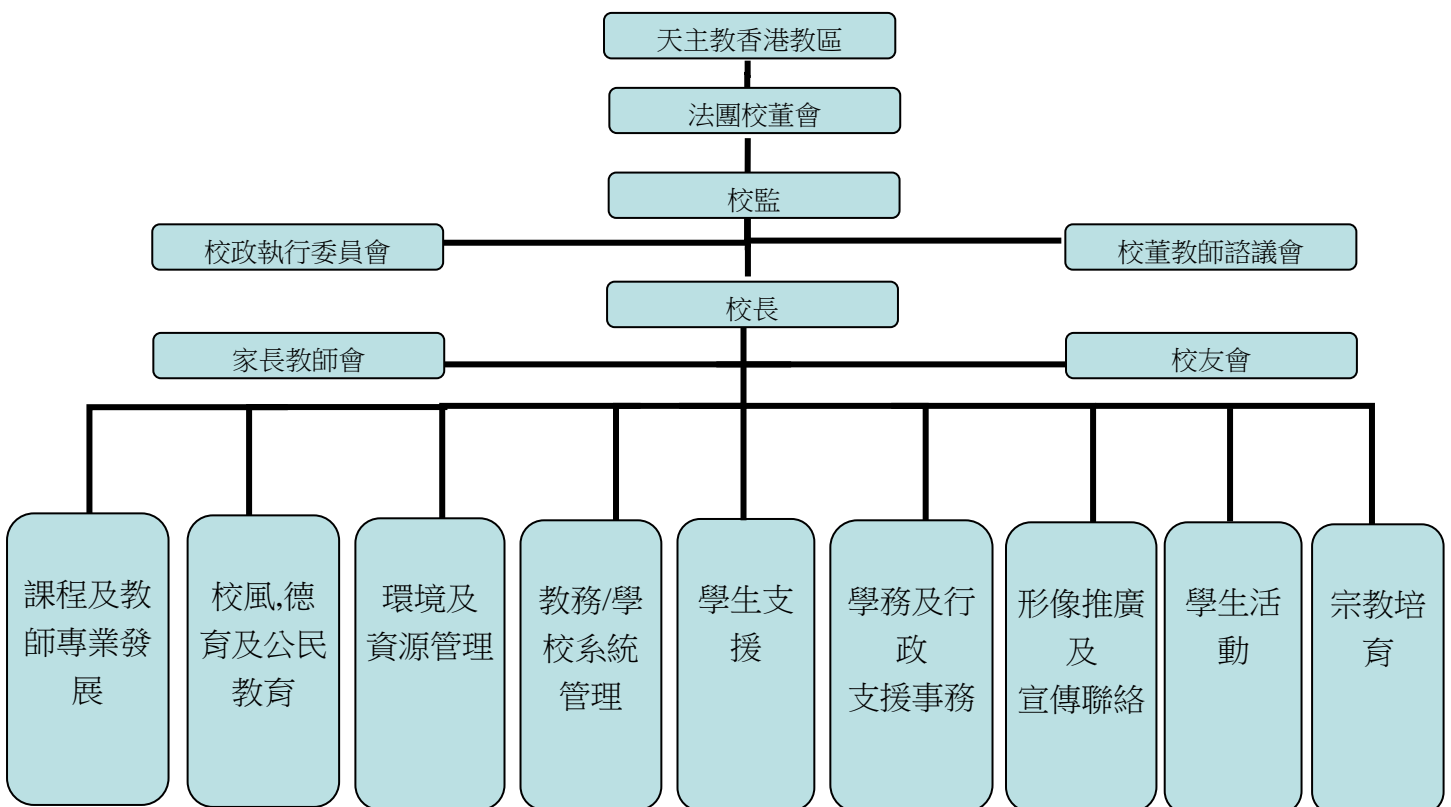 天主教香港教區
法團校董會
校監
校政執行委員會
校董教師諮議會
校長
家長教師會
校友會
課程及教
師專業發
展
校風,德
育及公民
教育
環境及
資源管理
教務/學
校系統
管理
學生支
援
學務及行
政
支援事務
形像推廣
及
宣傳聯絡
學生活
動
宗教培
育